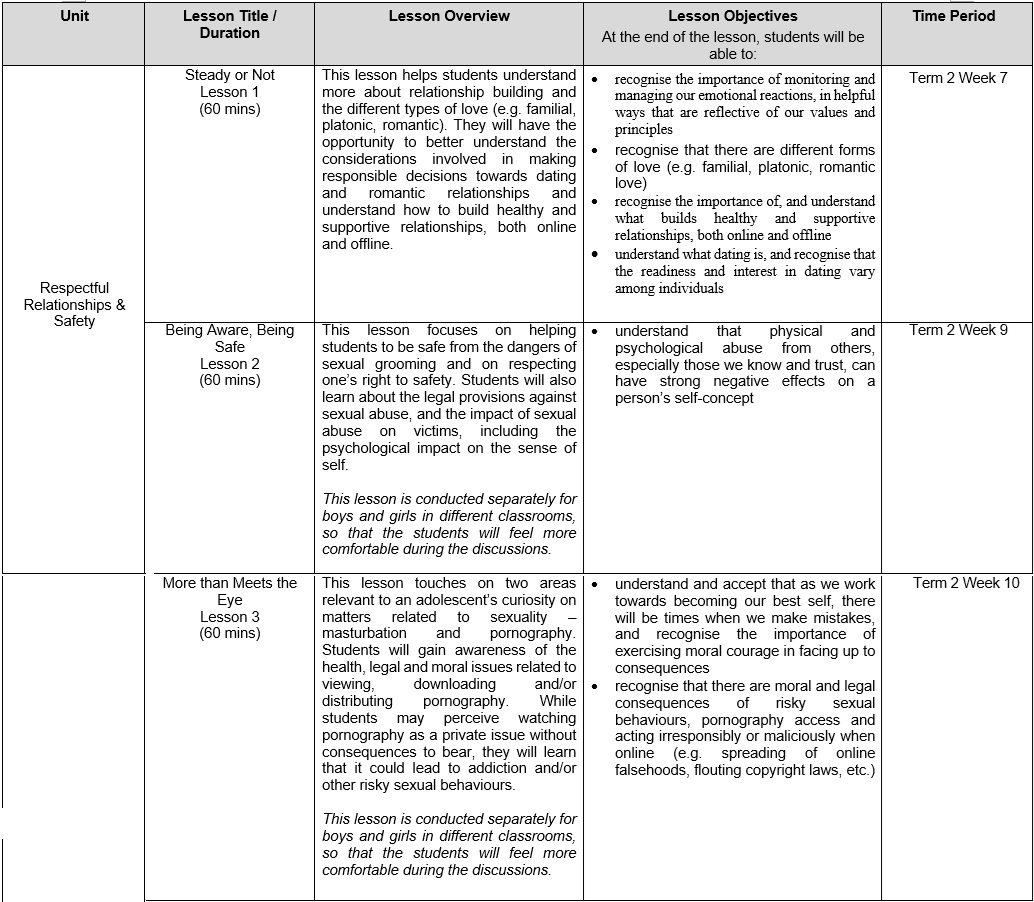 Unit
Lesson Title /
Duration
Lesson Overview
Lesson Objectives
At the end of the lesson, students will be
able to:
Time Period
Respectful
Relationships &
Safety
Steady or Not
Lesson 1
(60 mins)
This lesson helps students understand
more about relationship building and
the different types of love (e.g. familial,
platonic, romantic). They will have the
opportunity to better understand the
considerations involved in making
responsible decisions towards dating
and romantic relationships and
understand how to build healthy and
supportive relationships, both online
and offline.
• recognise the importance of monitoring and
managing our emotional reactions, in helpful
ways that are reflective of our values and
principles
• recognise that there are different forms
of love (e.g. familial, platonic, romantic
love)
• recognise the importance of, and understand
what builds healthy and supportive
relationships, both online and offline
• understand what dating is, and recognise that
the readiness and interest in dating vary
among individuals
Term 2 Week 7
Being Aware, Being
Safe
Lesson 2
(60 mins)
This lesson focuses on helping
students to be safe from the dangers of
sexual grooming and on respecting
one's right to safety. Students will also
learn about the legal provisions against
sexual abuse, and the impact of sexual
abuse on victims, including the
psychological impact on the sense of
self.
This lesson is conducted separately for
boys and girls in different classrooms,
so that the students will feel more
comfortable during the discussions.
• understand that physical and
psychological abuse from others,
especially those we know and trust, can
have strong negative effects on a
person's self-concept
Term 2 Week 9
More than Meets the
Eye
Lesson 3
(60 mins)
This lesson touches on two areas
relevant to an adolescent's curiosity on
matters related to sexuality –
masturbation and pornography.
Students will gain awareness of the
health, legal and moral issues related to
viewing, downloading and/or
distributing pornography. While
students may perceive watching
pornography as a private issue without
consequences to bear, they will learn
that it could lead to addiction and/or
other risky sexual behaviours.
This lesson is conducted separately for
boys and girls in different classrooms,
so that the students will feel more
comfortable during the discussions.
• understand and accept that as we work
towards becoming our best self, there
will be times when we make mistakes,
and recognise the importance of
exercising moral courage in facing up to
consequences
• recognise that there are moral and legal
consequences of risky sexual
behaviours, pornography access and
acting irresponsibly or maliciously when
online (e.g. spreading of online
falsehoods, flouting copyright laws, etc.)
Term 2 Week 10